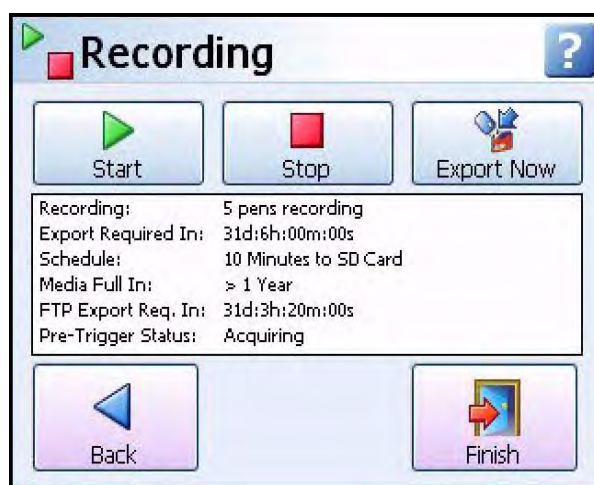 Recording
?
Start Stop Export Now
Recording: 5 pens recording
Export Required In: 31d:6h:00m:00s
Schedule: 10 Minutes to SD Card
Media Full In: > 1 Year
FTP Export Req. In: 31d:3h:20m:00s
Pre-Trigger Status: Acquiring
Back Finish